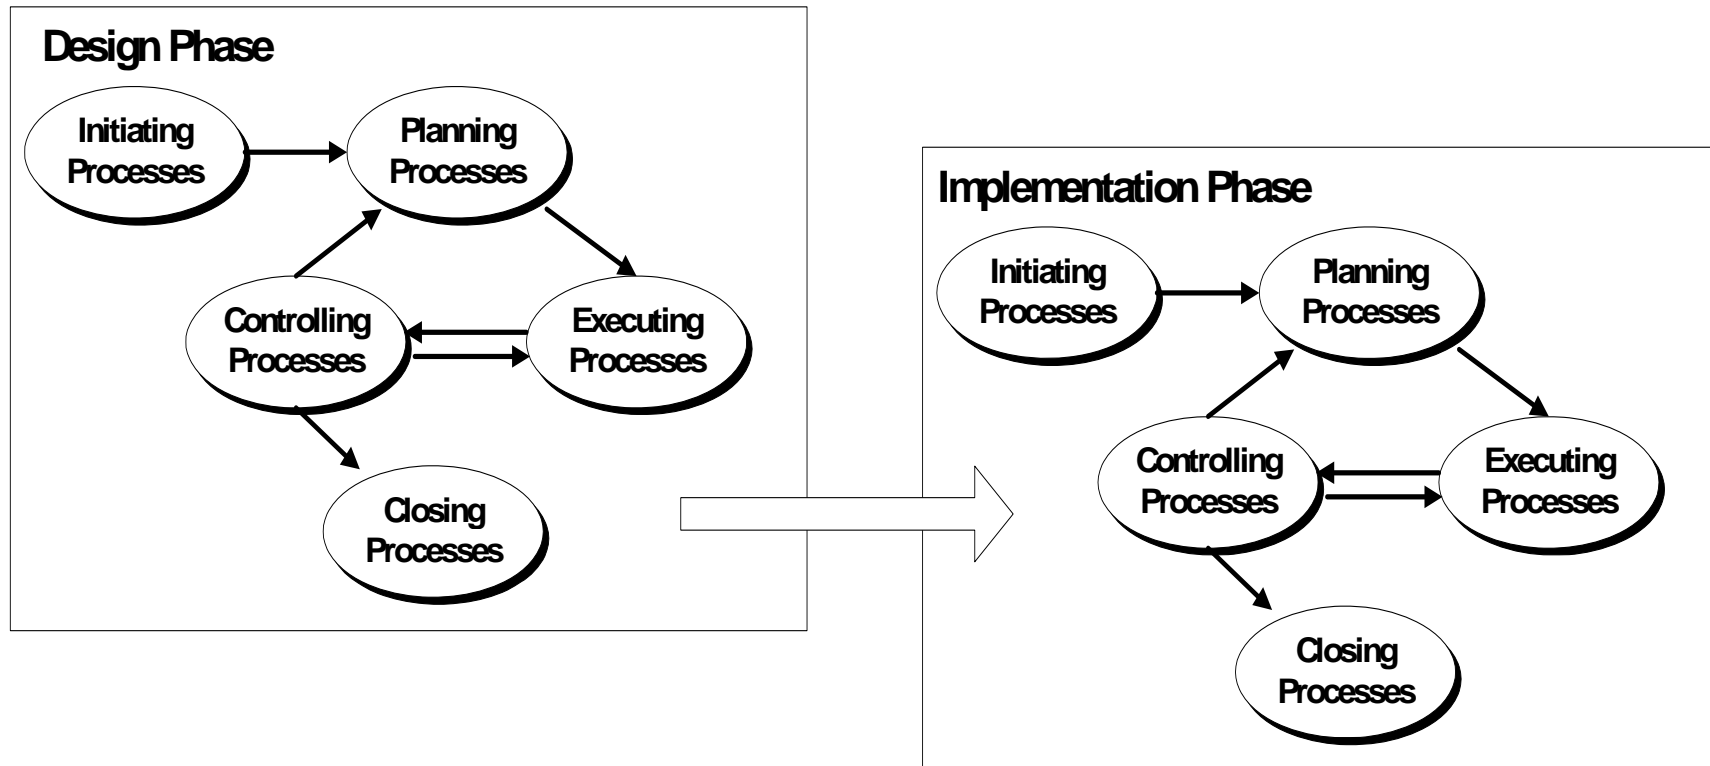 Design Phase
Initiating
Processes
Planning
Processes
Controlling
Processes
Executing
Processes
Closing
Processes
Implementation Phase
Initiating
Processes
Planning
Processes
Controlling
Processes
Executing
Processes
Closing
Processes